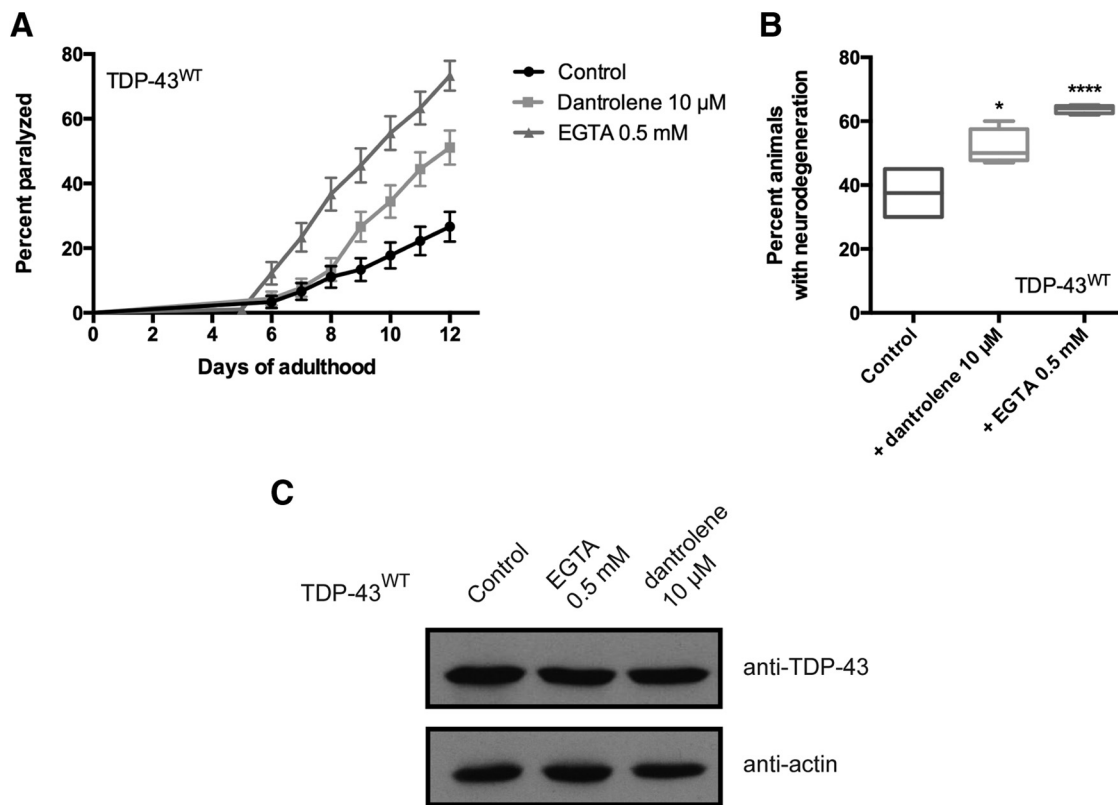 A
TDP-43WT
Percent paralyzed
80
60
40
20
0
0 2 4 6 8 10 12
Days of adulthood
Control
Dantrolene 10 µM
EGTA 0.5 mM
B
Percent animals
with neurodegeneration
80
60
40
20
0
*
****
TDP-43WT
Control
+ dantrolene 10 µM
+ EGTA 0.5 mM
C
TDP-43WT
Control
EGTA
0.5 mM
dantrolene
10 µM
anti-TDP-43
anti-actin